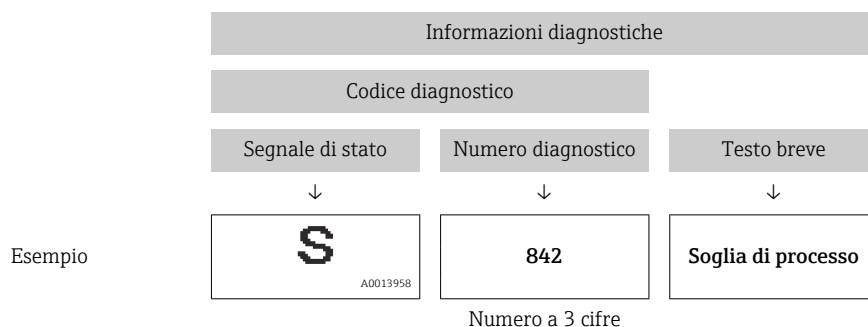 Informazioni diagnostiche
Codice diagnostico
Segnale di stato Numero diagnostico Testo breve
↓ ↓ ↓
Esempio S 842 Soglia di processo
A0013958
Numero a 3 cifre